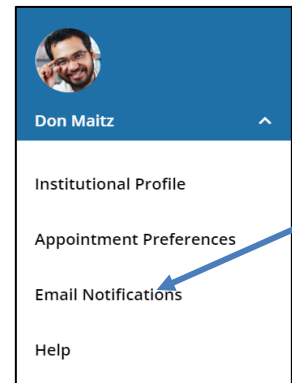 Don Maitz
Institutional Profile
Appointment Preferences
Email Notifications
Help